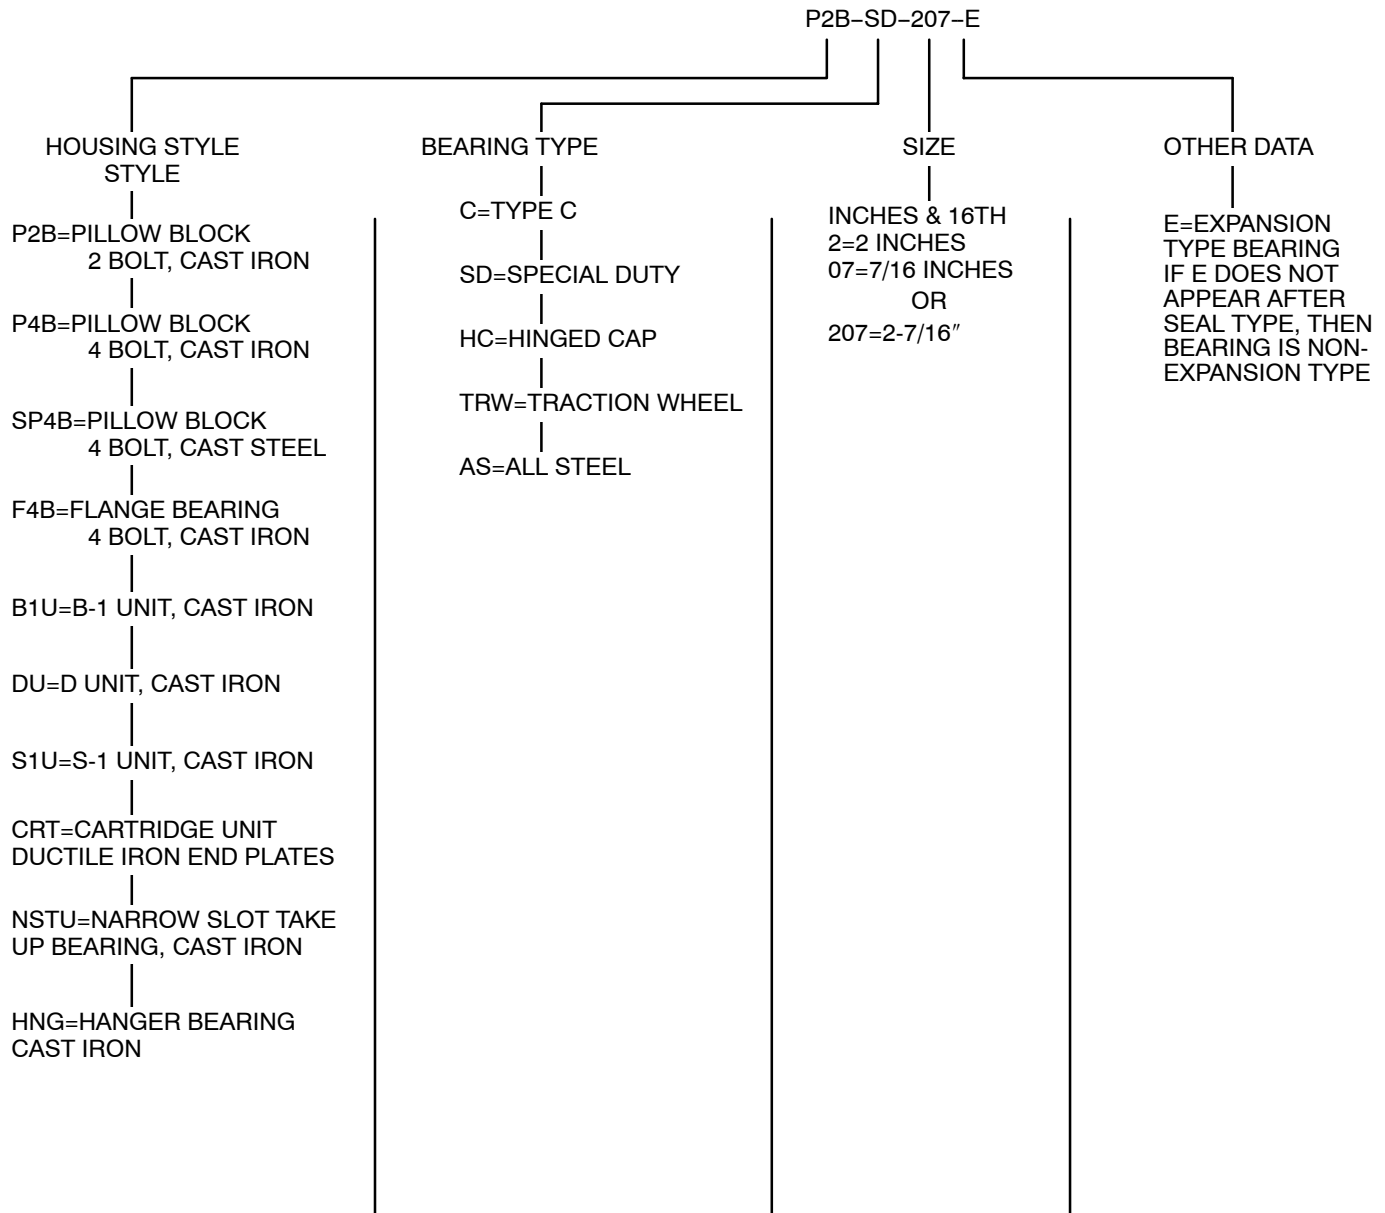 P2B–SD–207–E
HOUSING STYLE
STYLE
P2B=PILLOW BLOCK
2 BOLT, CAST IRON
P4B=PILLOW BLOCK
4 BOLT, CAST IRON
SP4B=PILLOW BLOCK
4 BOLT, CAST STEEL
F4B=FLANGE BEARING
4 BOLT, CAST IRON
B1U=B-1 UNIT, CAST IRON
DU=D UNIT, CAST IRON
S1U=S-1 UNIT, CAST IRON
CRT=CARTRIDGE UNIT
DUCTILE IRON END PLATES
NSTU=NARROW SLOT TAKE
UP BEARING, CAST IRON
HNG=HANGER BEARING
CAST IRON
BEARING TYPE
C=TYPE C
SD=SPECIAL DUTY
HC=HINGED CAP
TRW=TRACTION WHEEL
AS=ALL STEEL
SIZE
INCHES & 16TH
2=2 INCHES
07=7/16 INCHES
OR
207=2-7/16″
OTHER DATA
E=EXPANSION
TYPE BEARING
IF E DOES NOT
APPEAR AFTER
SEAL TYPE, THEN
BEARING IS NON-
EXPANSION TYPE